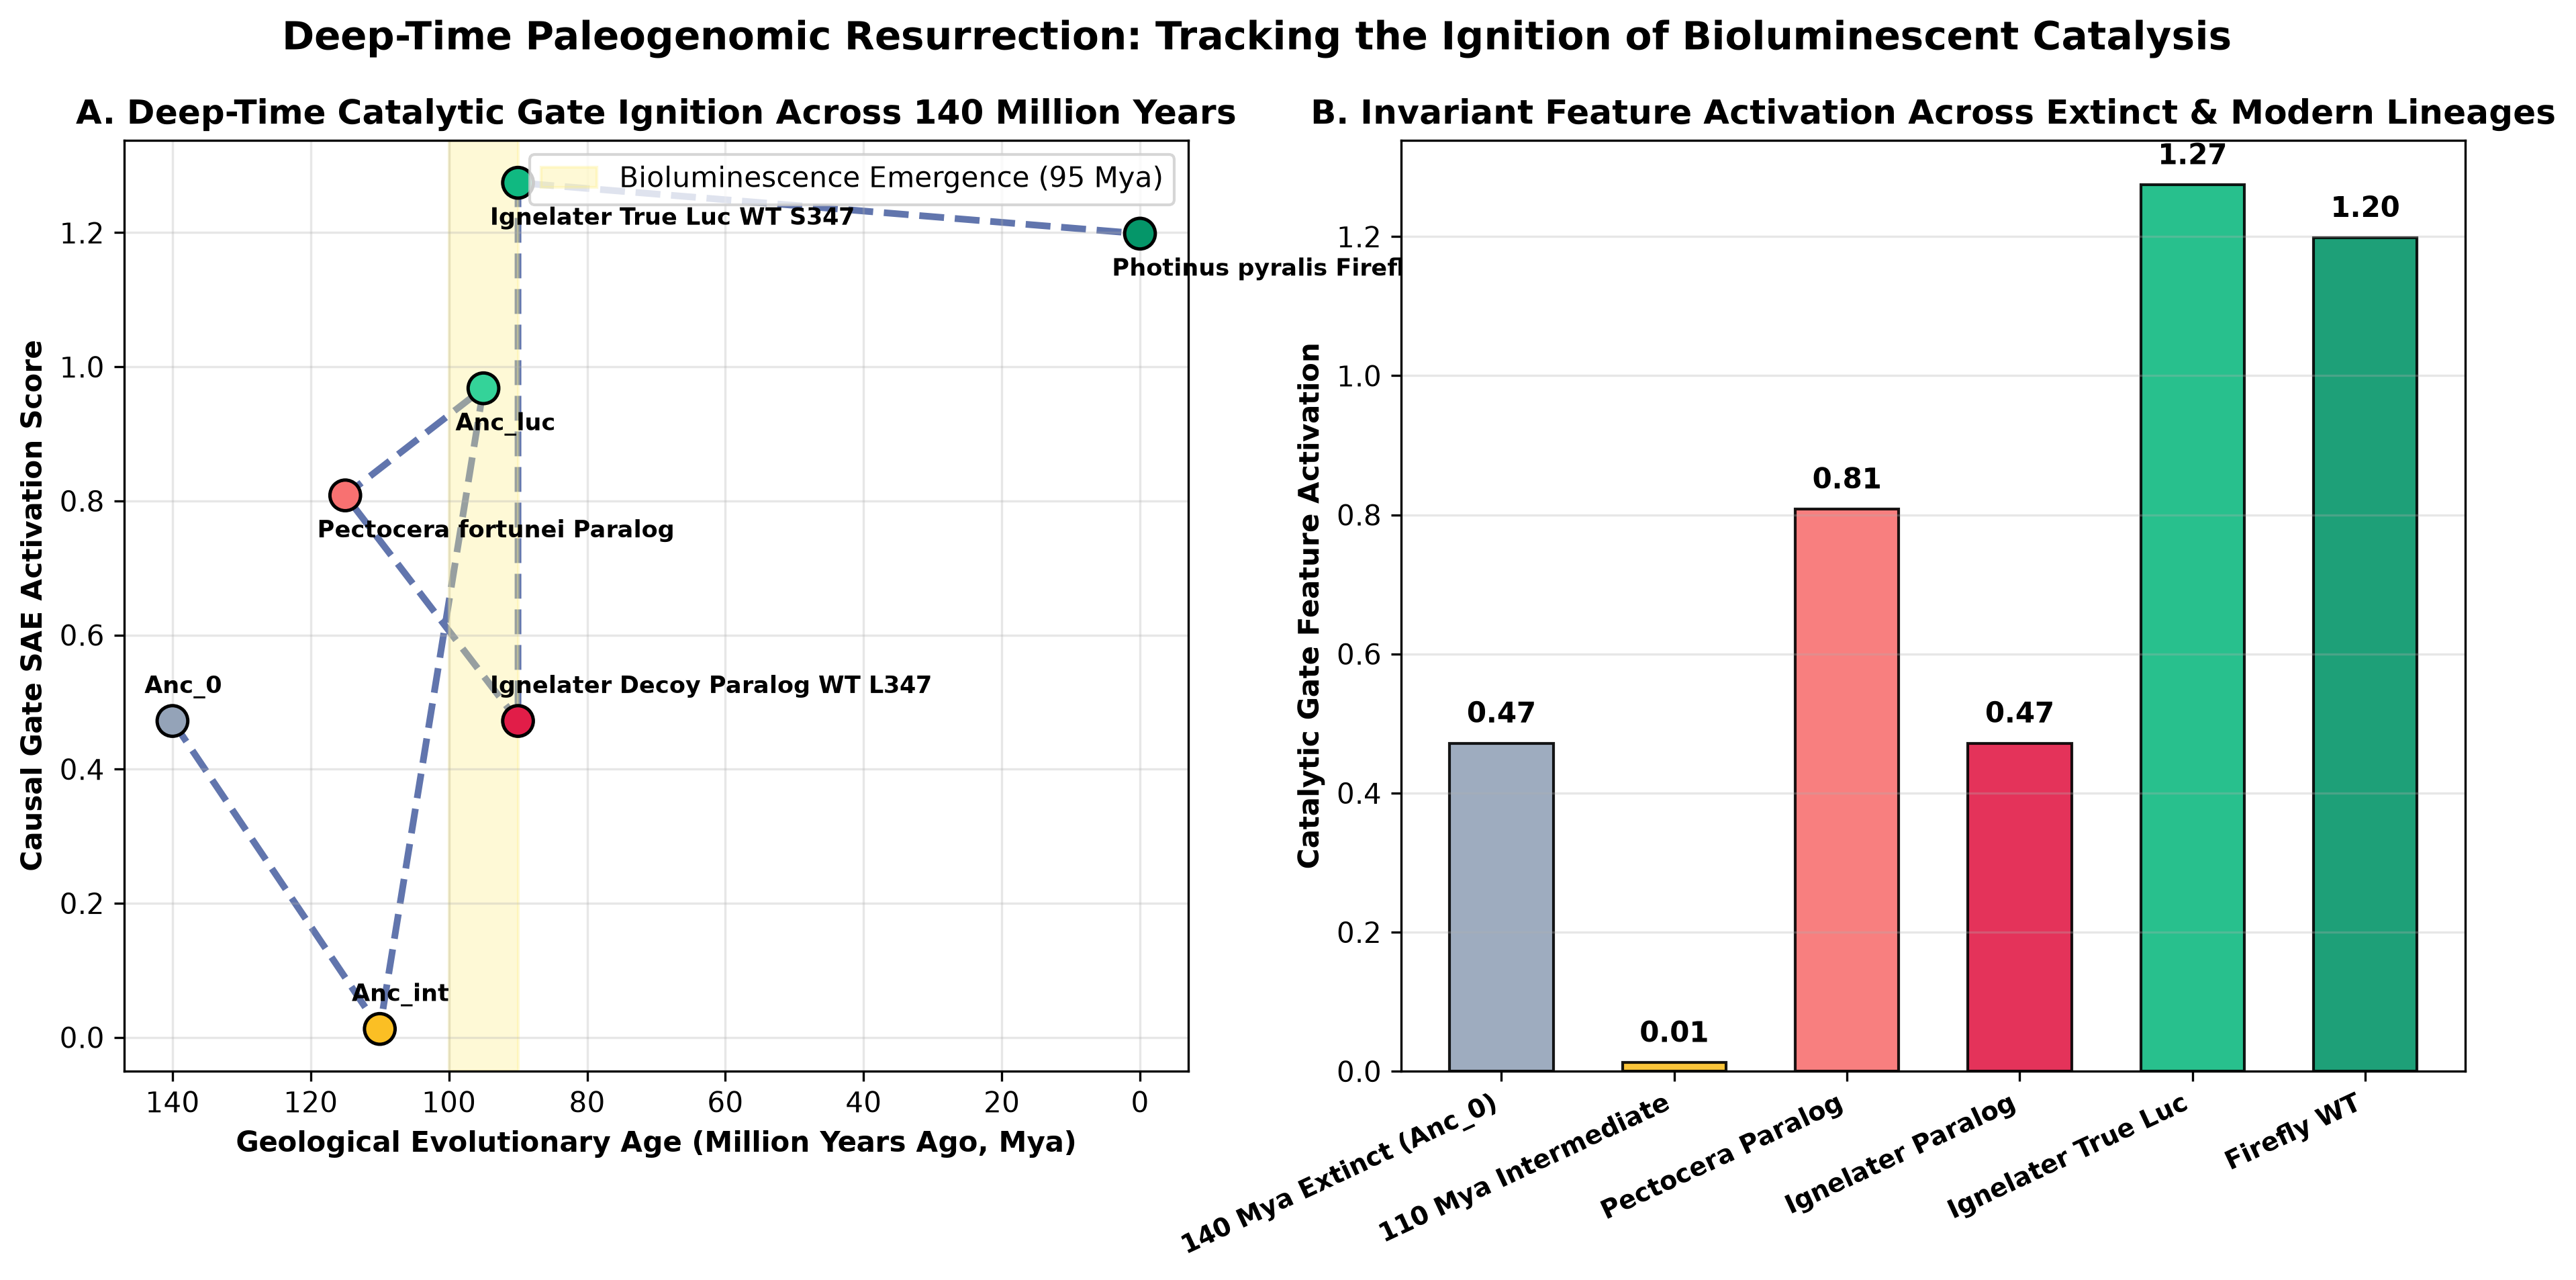 Deep-Time Paleogenomic Resurrection: Tracking the Ignition of Bioluminescent Catalysis
A. Deep-Time Catalytic Gate Ignition Across 140 Million Years
Causal Gate SAE Activation Score
1.2
1.0
0.8
0.6
0.4
0.2
0.0
Bioluminescence Emergence (95 Mya)
Ignelater True Luc WT S347
Photinus pyralis
Anc_luc
Pectocera fortunei Paralog
Ignelater Decoy Paralog WT L347
Anc_0
Anc_int
140 120 100 80 60 40 20 0
Geological Evolutionary Age (Million Years Ago, Mya)
B. Invariant Feature Activation Across Extinct & Modern Lineages
Catalytic Gate Feature Activation
1.2
1.0
0.8
0.6
0.4
0.2
0.0
0.47
0.01
0.81
0.47
1.27
1.20
140 Mya Extinct (Anc_0)
110 Mya Intermediate
Pectocera Paralog
Ignelater Paralog
Ignelater True Luc
Firefly WT